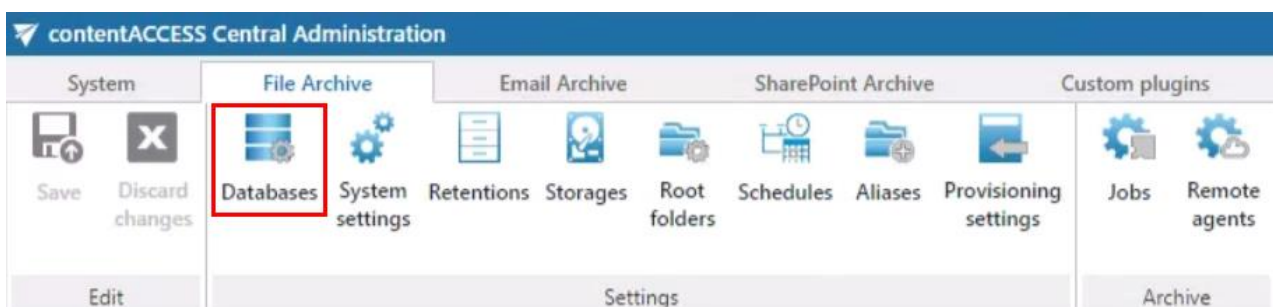 contentACCESS Central Administration
System File Archive Email Archive SharePoint Archive Custom plugins
Save Discard changes Databases System settings Retentions Storages Root folders Schedules Aliases Provisioning settings Jobs Remote agents
Edit Settings Archive